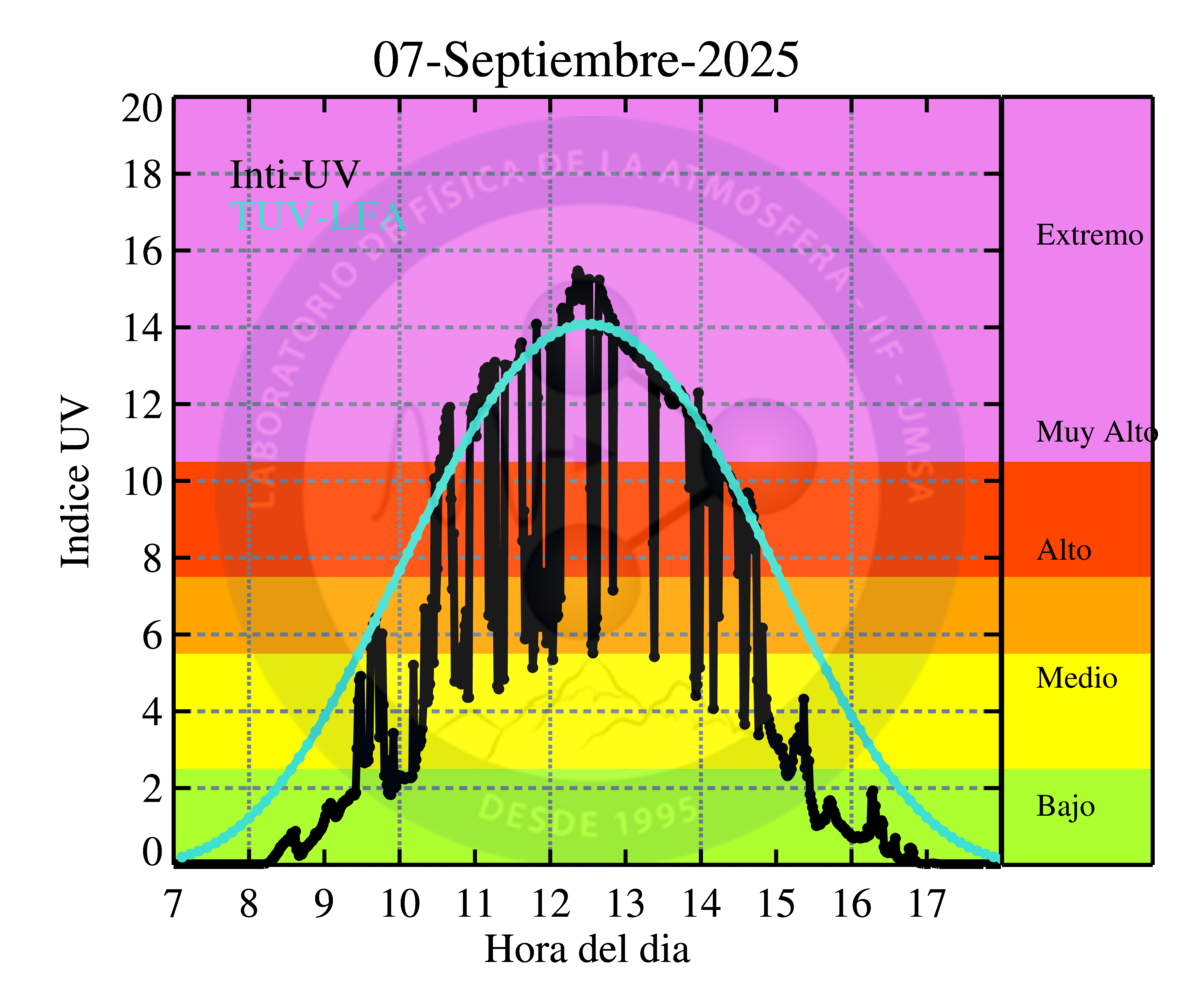 07-Septiembre-2025
Indice UV
20
18
16
14
12
10
8
6
4
2
0
Inti-UV
TUV-LFA
LABORATORIO DE FÍSICA DE LA ATMÓSFERA - IIF - UMSA
DESDE 1995
Extremo
Muy Alto
Alto
Medio
Bajo
7 8 9 10 11 12 13 14 15 16 17
Hora del dia